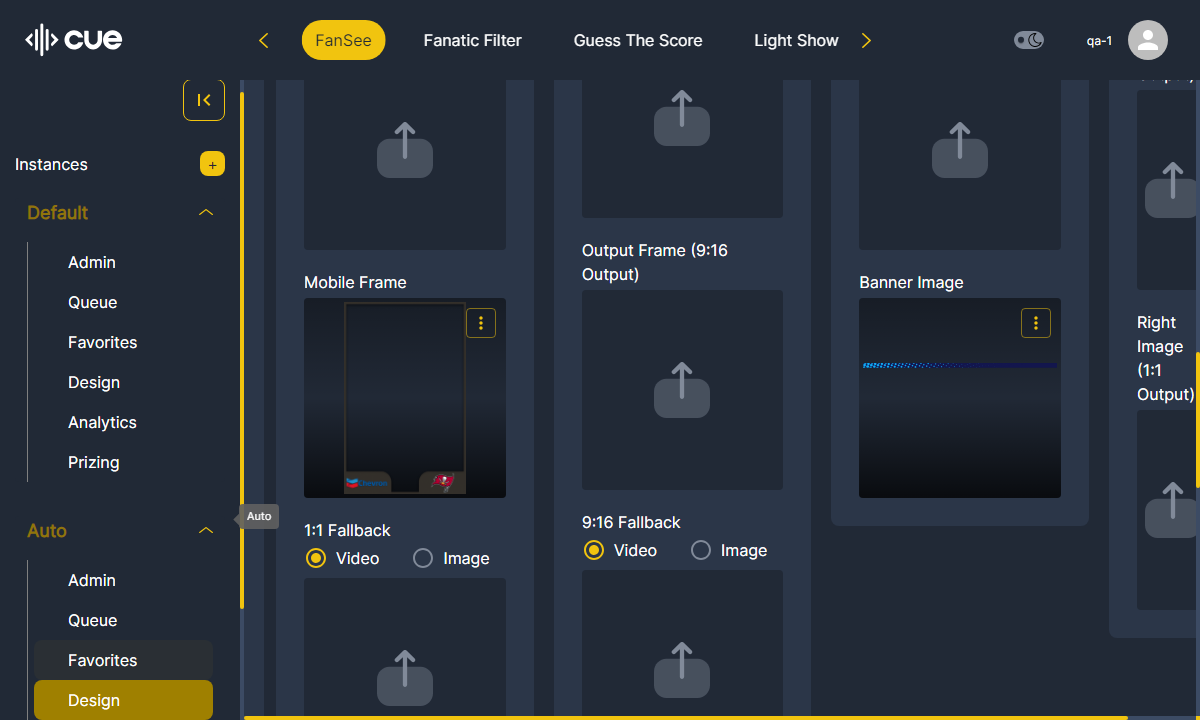 cue
FanSee
Fanatic Filter
Guess The Score
Light Show
qa-1
Instances
+
Default
Admin
Queue
Favorites
Design
Analytics
Prizing
Auto
Auto
Admin
Queue
Favorites
Design
Mobile Frame
1:1 Fallback
Video
Image
Output Frame (9:16
Output)
9:16 Fallback
Video
Image
Banner Image
Right
Image
(1:1
Output)